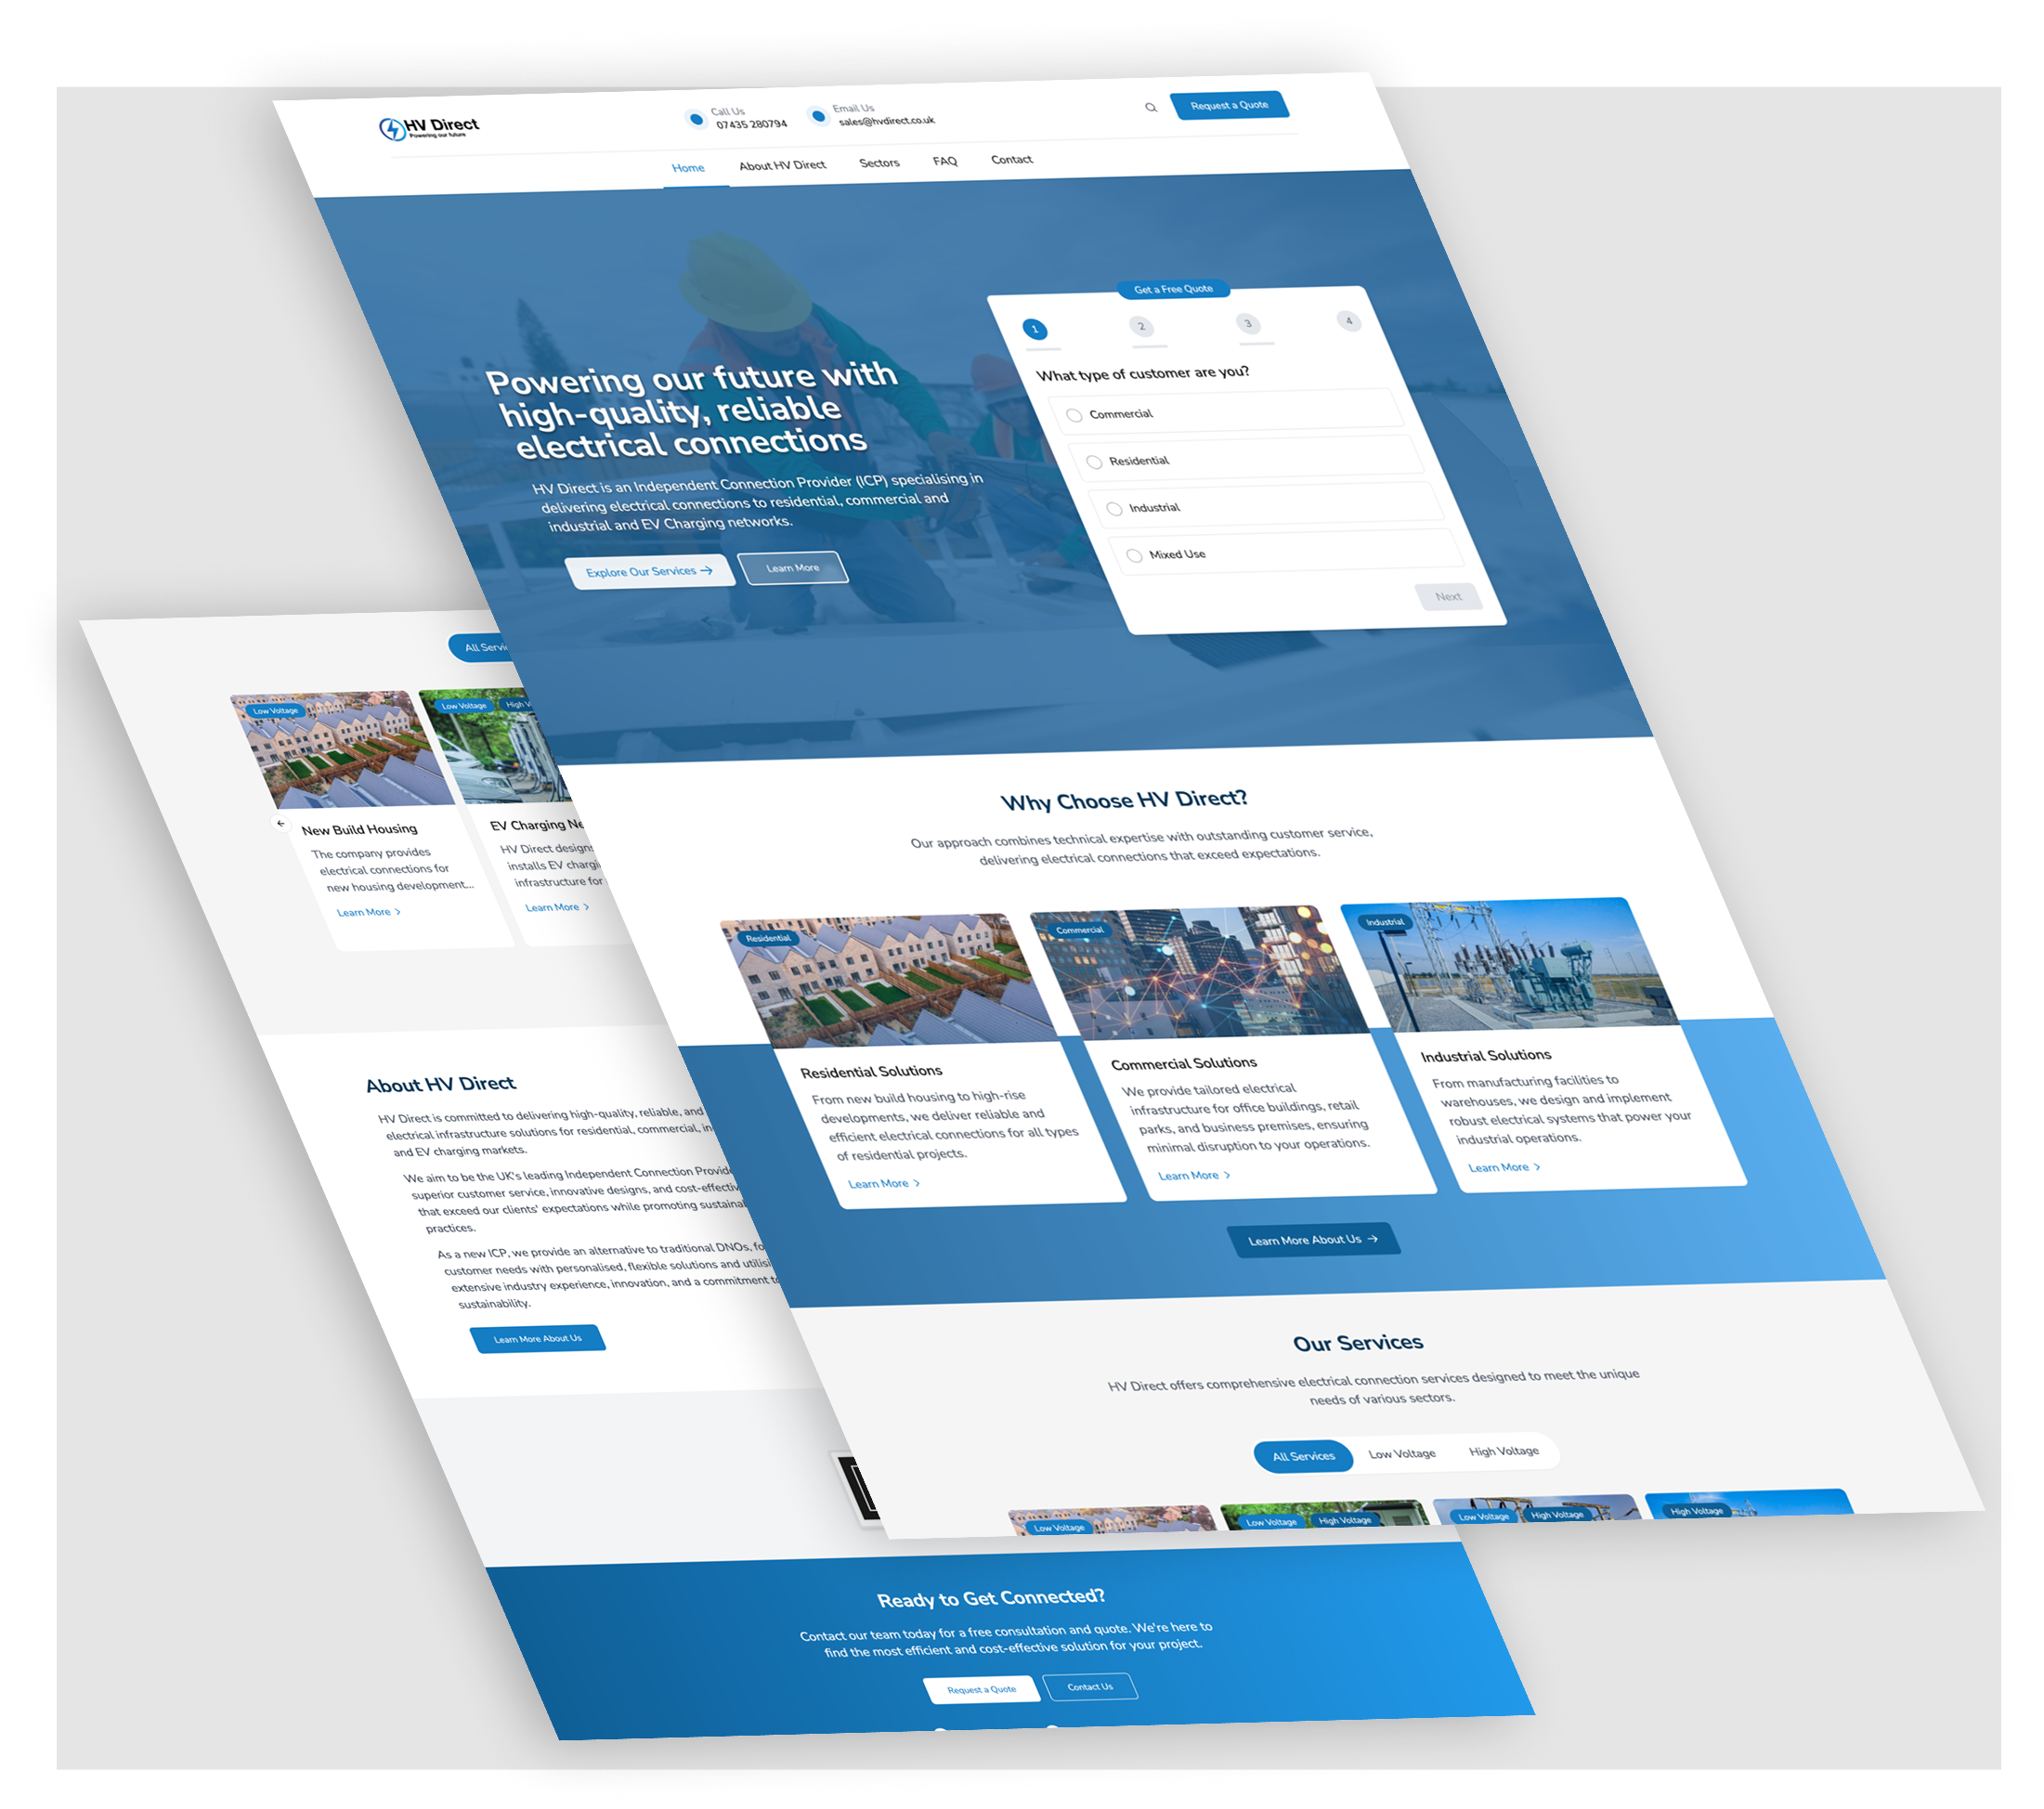 HV Direct
Powering our future
Call Us
07435 280794
Email Us
sales@hvdirect.co.uk
Request a Quote
Home
About HV Direct
Sectors
FAQ
Contact
Powering our future with
high-quality, reliable
electrical connections
HV Direct is an Independent Connection Provider (ICP) specialising in
delivering electrical connections to residential, commercial and
industrial and EV Charging networks.
Explore Our Services →
Learn More
Get a Free Quote
1
2
3
4
What type of customer are you?
Commercial
Residential
Industrial
Mixed Use
Next
Why Choose HV Direct?
Our approach combines technical expertise with outstanding customer service,
delivering electrical connections that exceed expectations.
Residential
Residential Solutions
From new build housing to high-rise
developments, we deliver reliable and
efficient electrical connections for all types
of residential projects.
Learn More >
Commercial
Commercial Solutions
We provide tailored electrical
infrastructure for office buildings, retail
parks, and business premises, ensuring
minimal disruption to your operations.
Learn More >
Industrial
Industrial Solutions
From manufacturing facilities to
warehouses, we design and implement
robust electrical systems that power your
industrial operations.
Learn More >
Learn More About Us →
Our Services
HV Direct offers comprehensive electrical connection services designed to meet the unique
needs of various sectors.
All Services
Low Voltage
High Voltage
Low Voltage
Low Voltage
High Voltage
Low Voltage
High Voltage
High Voltage
All Servi
Low Voltage
New Build Housing
The company provides
electrical connections for
new housing development...
Learn More >
Low Voltage
High V
EV Charging Ne
HV Direct designs
installs EV chargi
infrastructure for
Learn More >
About HV Direct
HV Direct is committed to delivering high-quality, reliable, and
electrical infrastructure solutions for residential, commercial, in
and EV charging markets.
We aim to be the UK's leading Independent Connection Provide
superior customer service, innovative designs, and cost-effectiv
that exceed our clients' expectations while promoting sustainab
practices.
As a new ICP, we provide an alternative to traditional DNOs, fo
customer needs with personalised, flexible solutions and utilisi
extensive industry experience, innovation, and a commitment to
sustainability.
Learn More About Us
Ready to Get Connected?
Contact our team today for a free consultation and quote. We're here to
find the most efficient and cost-effective solution for your project.
Request a Quote
Contact Us